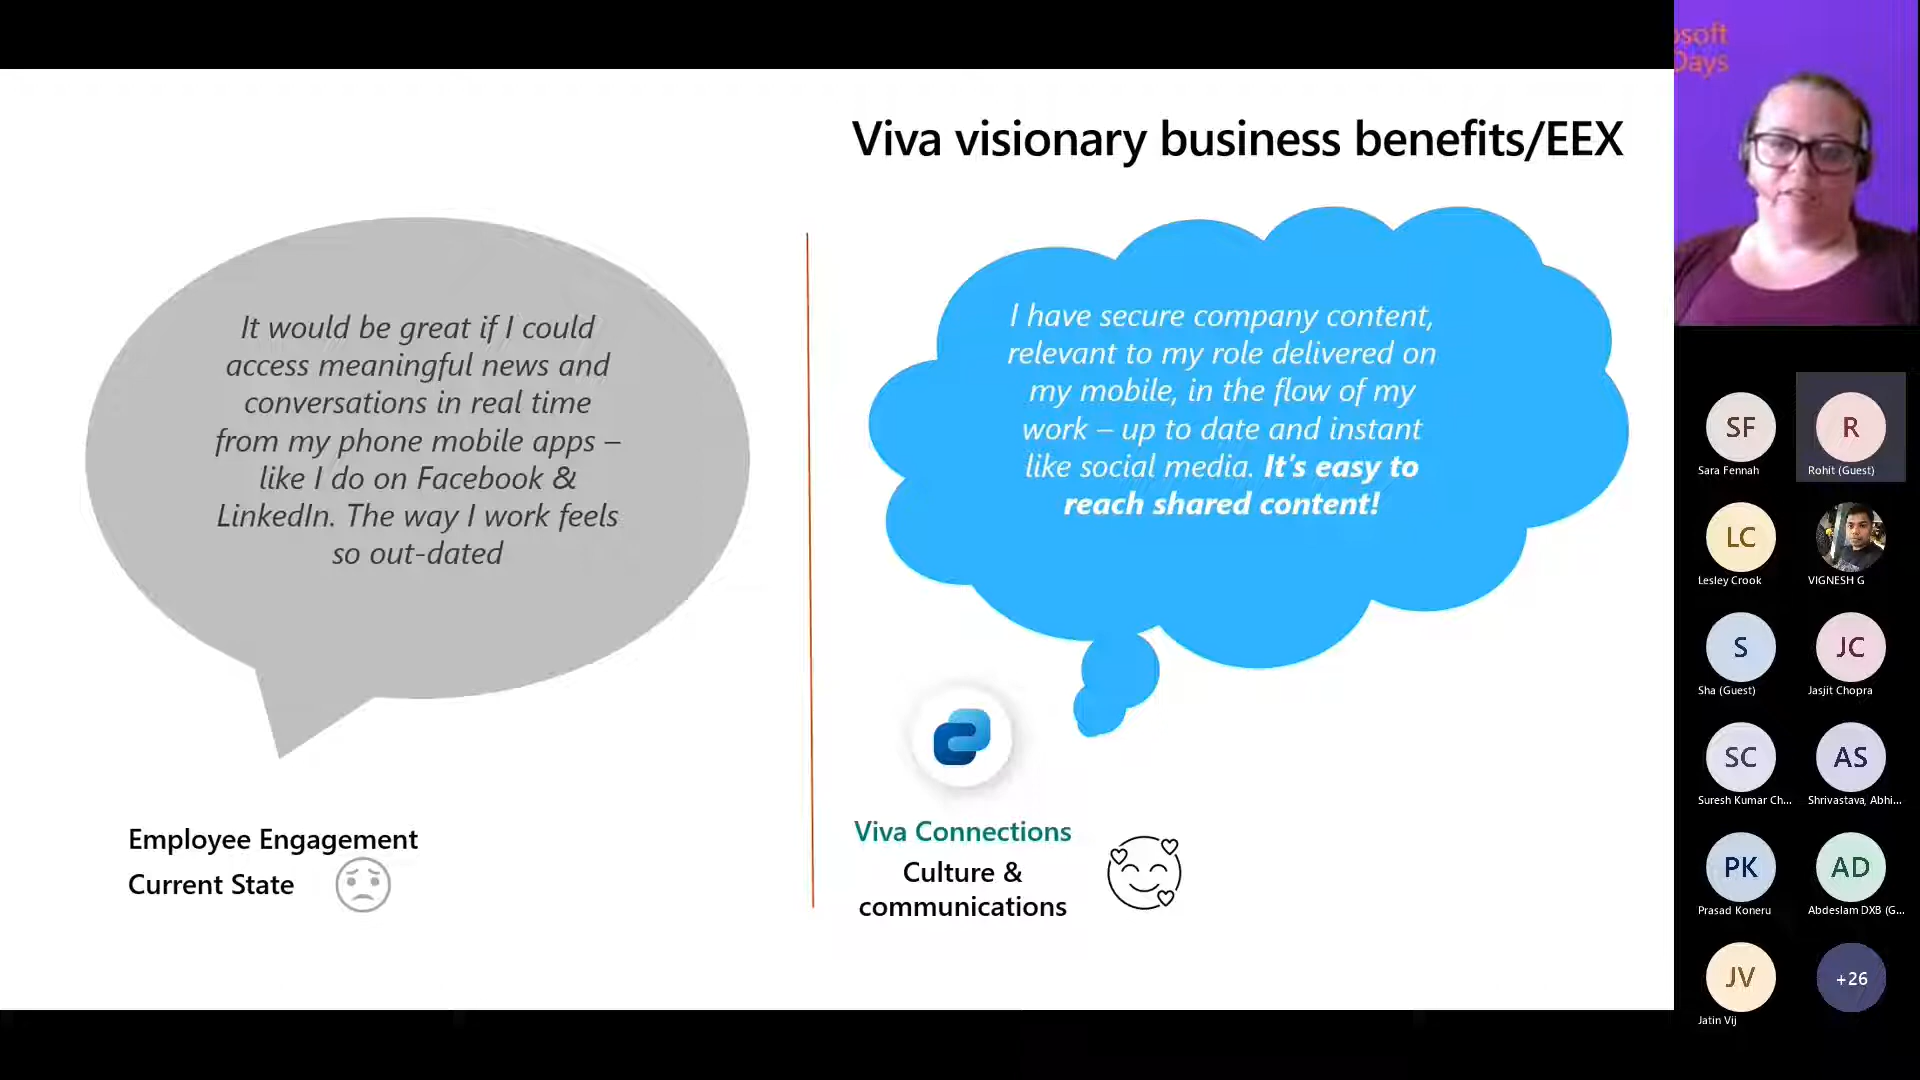 Viva visionary business benefits/EEX
It would be great if I could
access meaningful news and
conversations in real time
from my phone mobile apps –
like I do on Facebook &
LinkedIn. The way I work feels
so out-dated
I have secure company content,
relevant to my role delivered on
my mobile, in the flow of my
work – up to date and instant
like social media. It's easy to
reach shared content!
Employee Engagement
Current State
Viva Connections
Culture &
communications
osoft
Days
SF
R
Sara Fennah
Rohit (Guest)
LC
Lesley Crook
VIGNESH G
S
JC
Sha (Guest)
Jasjit Chopra
SC
AS
Suresh Kumar Ch...
Shrivastava, Abhi...
PK
AD
Prasad Koneru
Abdeslam DXB (G...
JV
+26
Jatin Vij